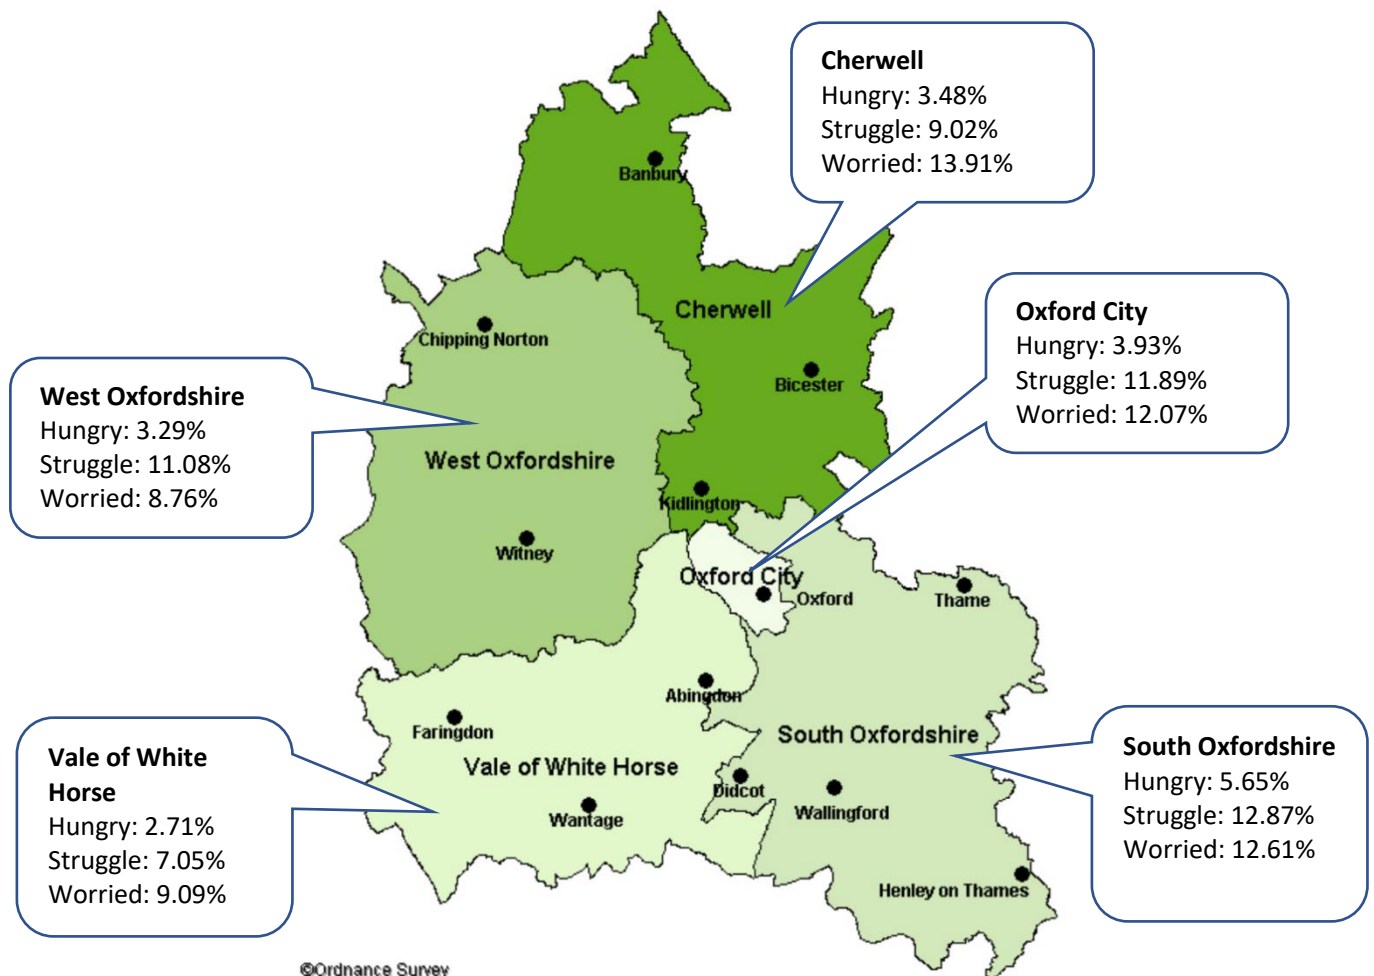 Cherwell
Hungry: 3.48%
Struggle: 9.02%
Worried: 13.91%
Banbury
Oxford City
Hungry: 3.93%
Struggle: 11.89%
Worried: 12.07%
Cherwell
Chipping Norton
Bicester
West Oxfordshire
Hungry: 3.29%
Struggle: 11.08%
Worried: 8.76%
West Oxfordshire
Kidlington
Witney
Oxford City
Oxford
Thame
Abingdon
Faringdon
South Oxfordshire
Vale of White Horse
Didcot
Wallingford
Wantage
Henley on Thames
Vale of White
Horse
Hungry: 2.71%
Struggle: 7.05%
Worried: 9.09%
South Oxfordshire
Hungry: 5.65%
Struggle: 12.87%
Worried: 12.61%
©Ordnance Survey